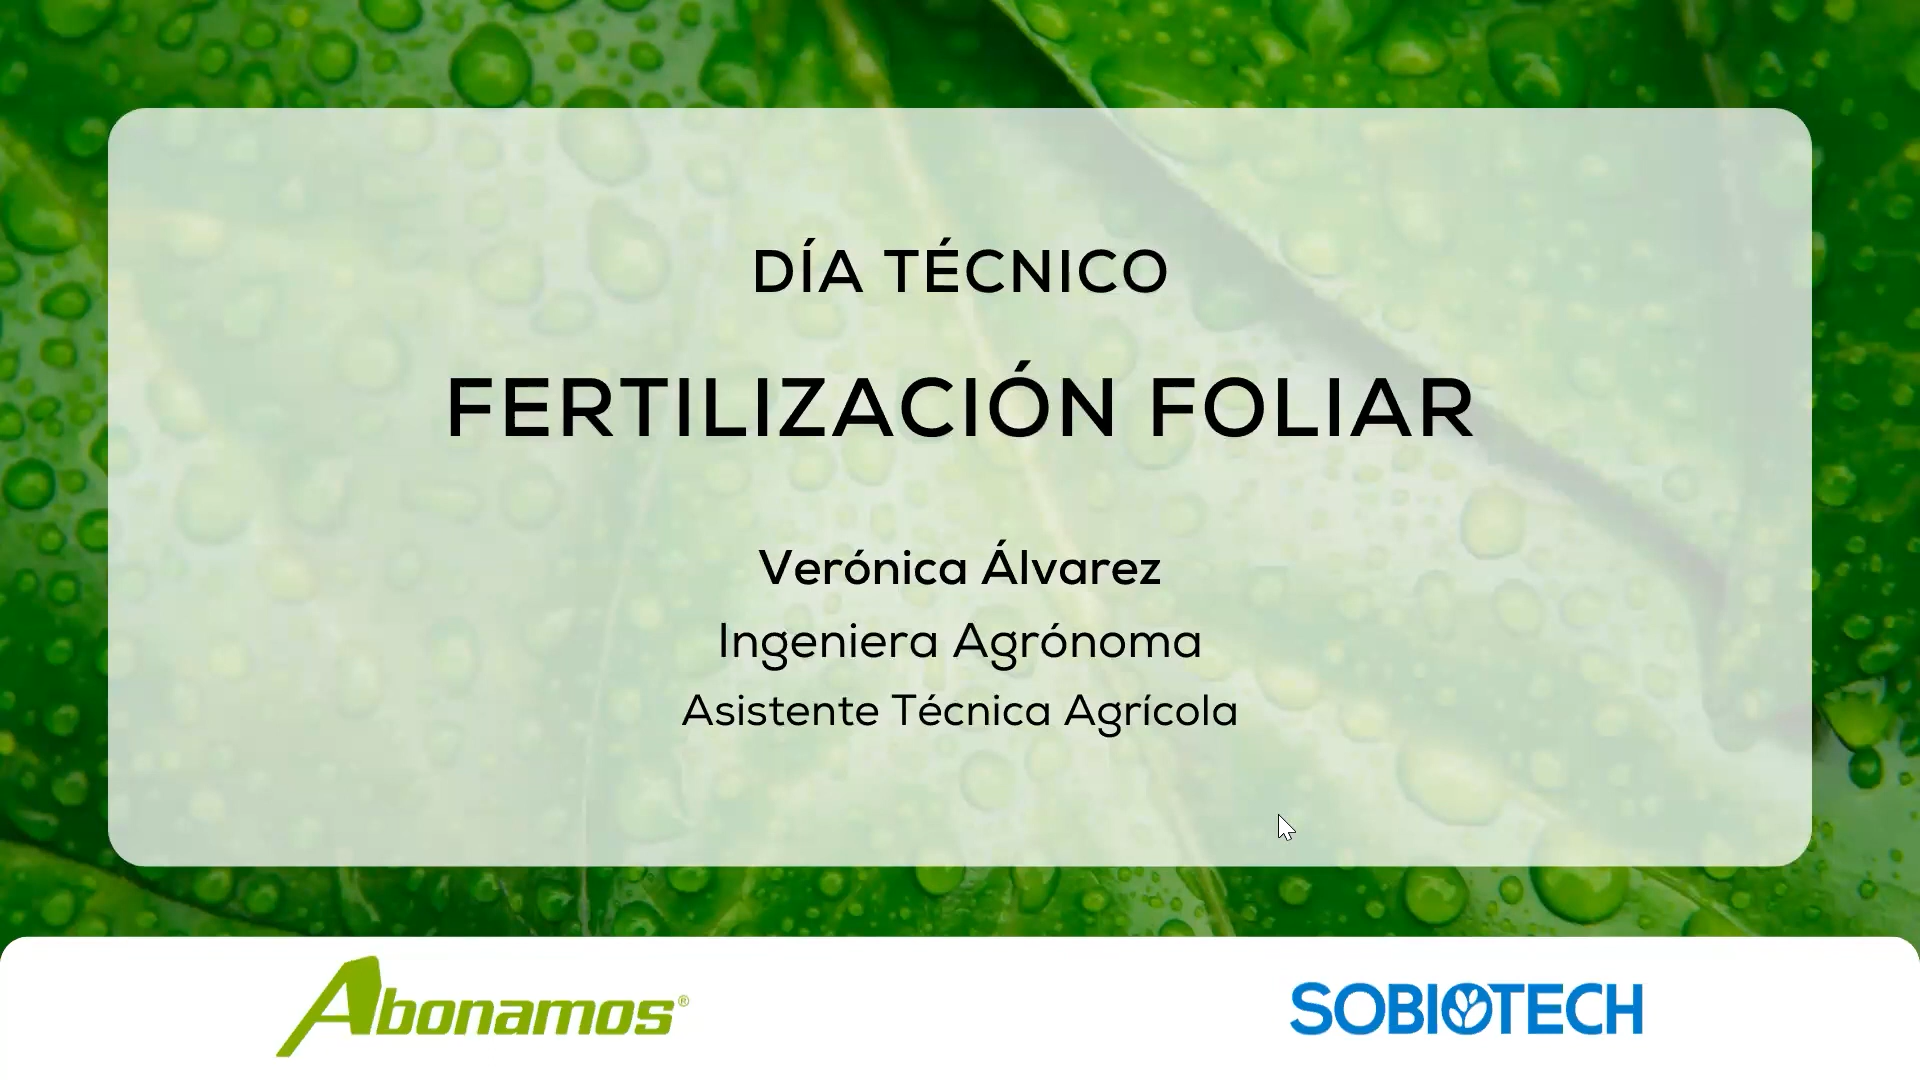 DÍA TÉCNICO
FERTILIZACIÓN FOLIAR
Verónica Álvarez
Ingeniera Agrónoma
Asistente Técnica Agrícola
Abonamos®
SOBIOTECH